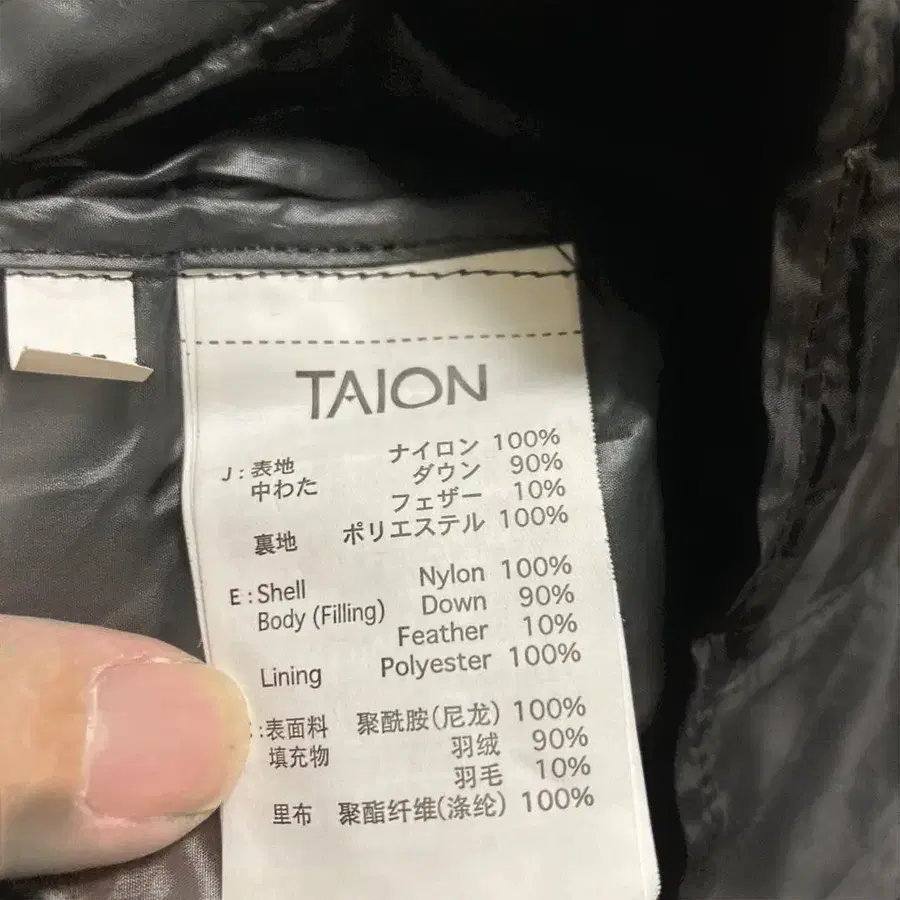 TAION
J : 表地 ナイロン 100%
中わた ダウン 90%
フェザー 10%
裏地 ポリエステル 100%
E : Shell Nylon 100%
Body (Filling) Down 90%
Feather 10%
Lining Polyester 100%
:表面料 聚酰胺(尼龙) 100%
填充物 羽绒 90%
羽毛 10%
里布 聚酯纤维(涤纶) 100%